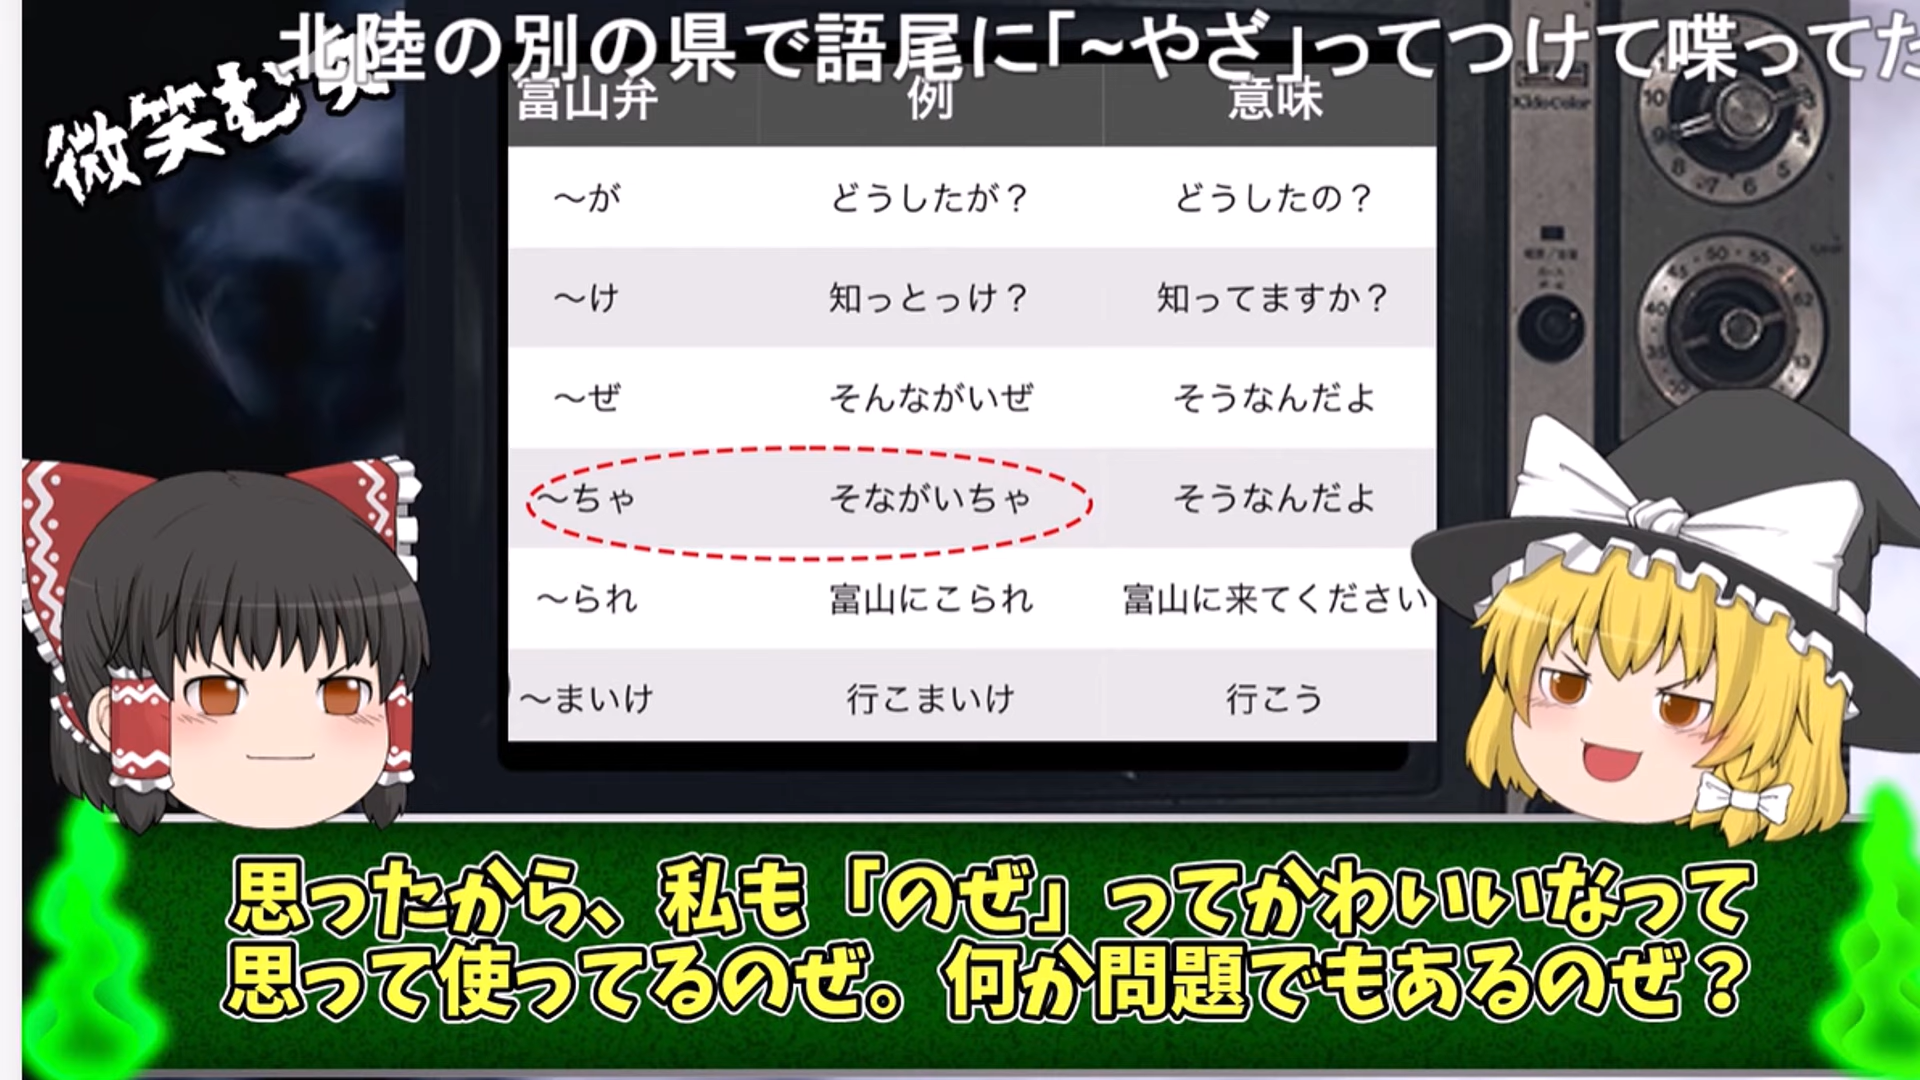 北陸の別の県で語尾に「~やざ」ってつけて喋ってた
微笑む
富山弁 例 意味
～が どうしたが？ どうしたの？
～け 知っとっけ？ 知ってますか？
～ぜ そんながいぜ そうなんだよ
～ちゃ そながいちゃ そうなんだよ
～られ 富山にこられ 富山に来てください
～まいけ 行こまいけ 行こう
思ったから、私も「のぜ」ってかわいいなって
思って使ってるのぜ。何か問題でもあるのぜ？